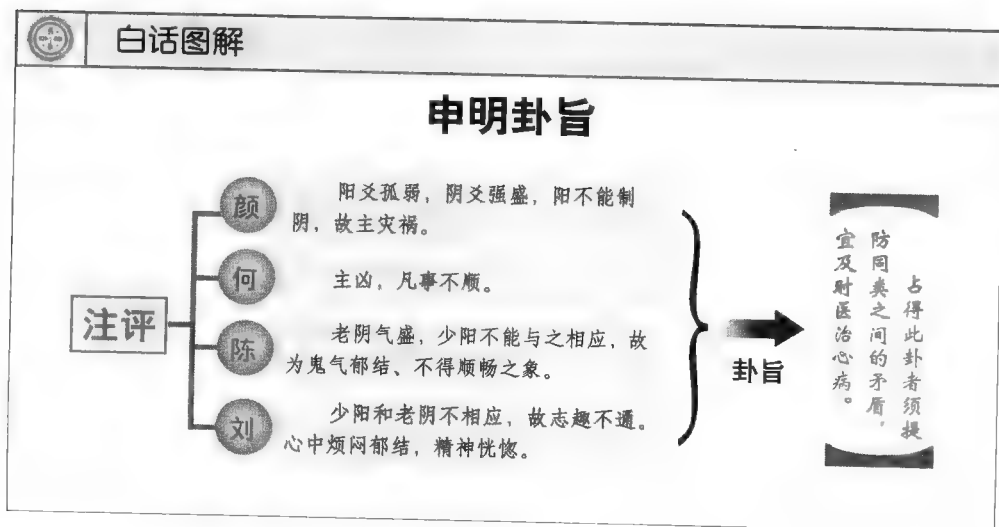 白话图解
申明卦旨
注评
颜
阳爻孤弱，阴爻强盛，阳不能制
阴，故主灾祸。
何
主凶，凡事不顺。
陈
老阴气盛，少阳不能与之相应，故
为鬼气郁结、不得顺畅之象。
刘
少阳和老阴不相应，故志趣不通。
心中烦闷郁结，精神恍惚。
卦旨
占得此卦者须提
防同类之间的矛盾，
宜及时医治心病。